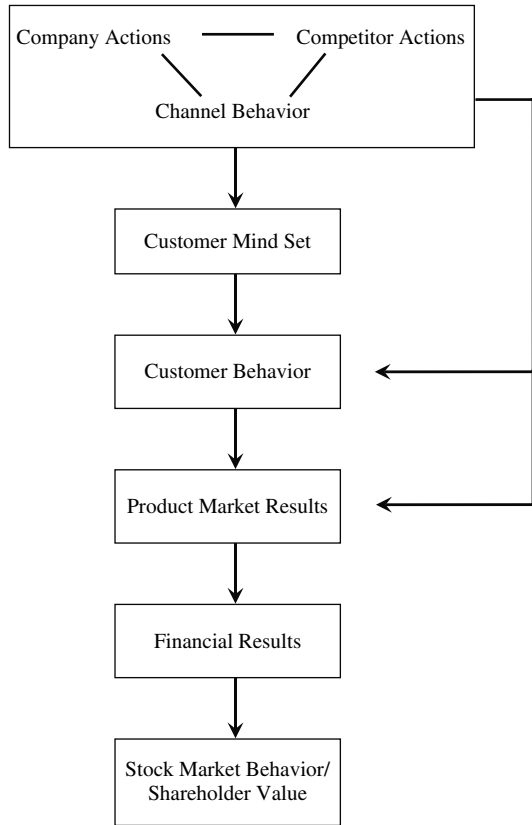 Company Actions Competitor Actions
Channel Behavior
Customer Mind Set
Customer Behavior
Product Market Results
Financial Results
Stock Market Behavior/
Shareholder Value